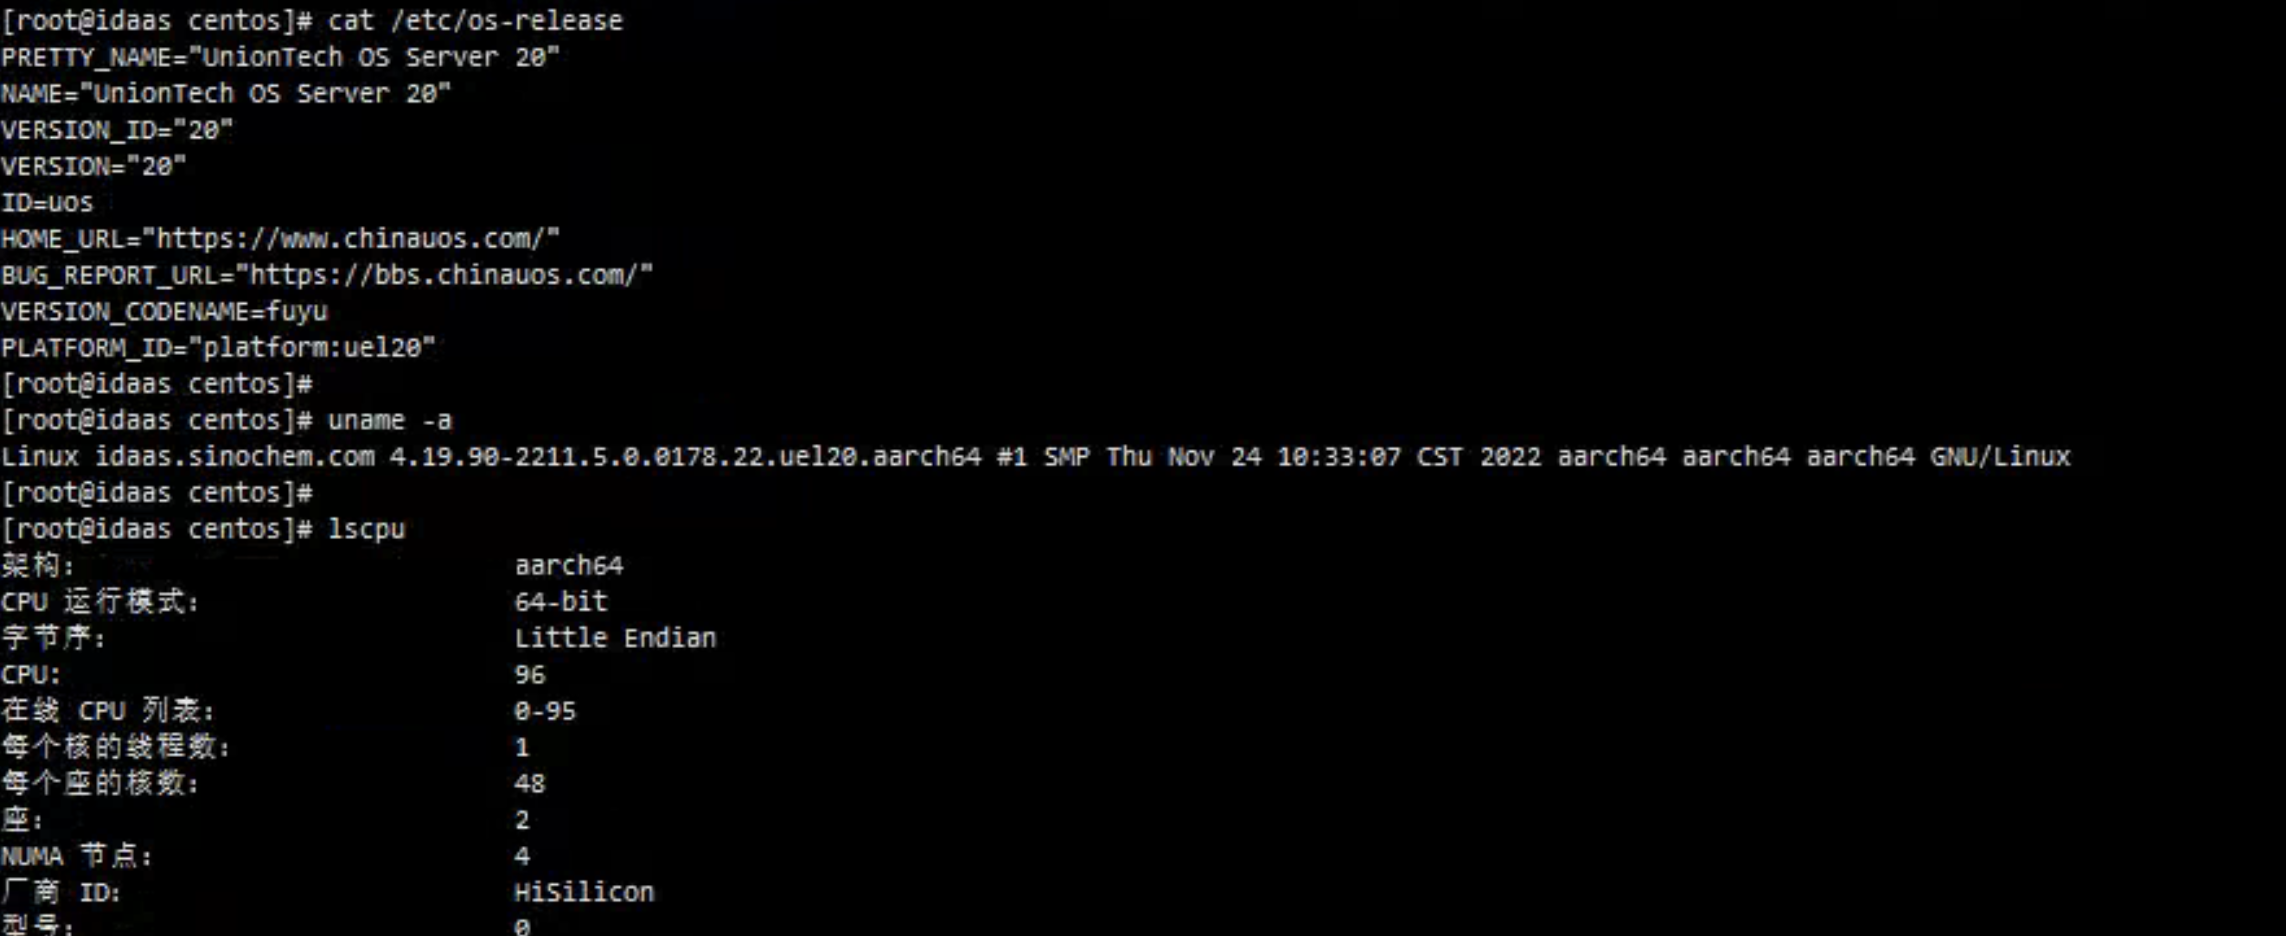 [root@idaas centos]# cat /etc/os-release
PRETTY_NAME="UnionTech OS Server 20"
NAME="UnionTech OS Server 20"
VERSION_ID="20"
VERSION="20"
ID=uos
HOME_URL="https://www.chinauos.com/"
BUG_REPORT_URL="https://bbs.chinauos.com/"
VERSION_CODENAME=fuyu
PLATFORM_ID="platform:uel20"
[root@idaas centos]#
[root@idaas centos]# uname -a
Linux idaas.sinochem.com 4.19.90-2211.5.0.0178.22.uel20.aarch64 #1 SMP Thu Nov 24 10:33:07 CST 2022 aarch64 aarch64 aarch64 GNU/Linux
[root@idaas centos]#
[root@idaas centos]# lscpu
架构: aarch64
CPU 运行模式: 64-bit
字节序: Little Endian
CPU: 96
在线 CPU 列表: 0-95
每个核的线程数: 1
每个座的核数: 48
座: 2
NUMA 节点: 4
厂商 ID: HiSilicon
型号: 0